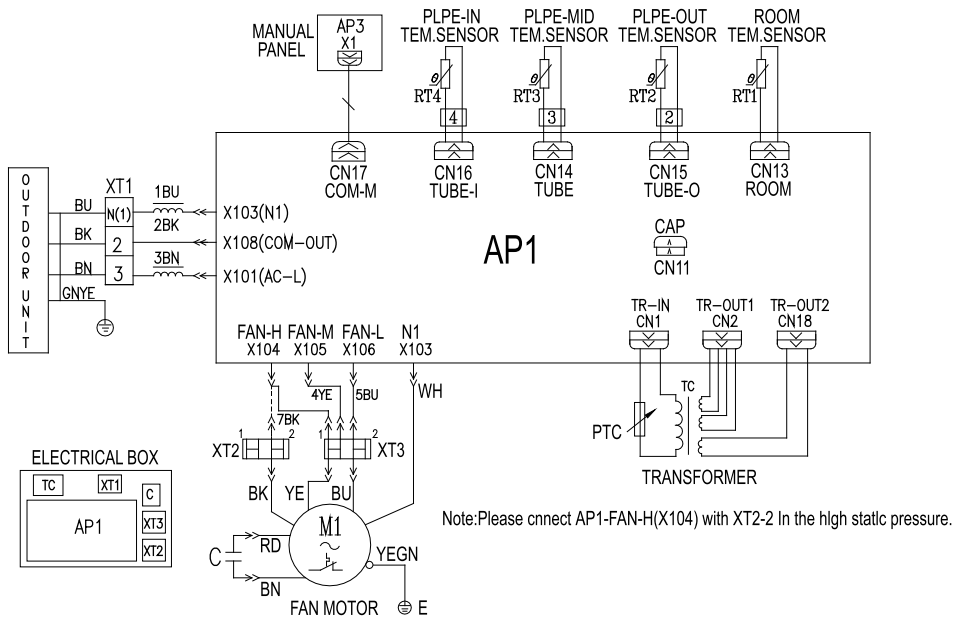 MANUAL
PANEL
AP3
X1
PLPE-IN
TEM.SENSOR
PLPE-MID
TEM.SENSOR
PLPE-OUT
TEM.SENSOR
ROOM
TEM.SENSOR
θ
RT4
θ
RT3
θ
RT2
θ
RT1
4
3
2
CN17
COM-M
CN16
TUBE-I
CN14
TUBE
CN15
TUBE-O
CN13
ROOM
OUTDOOR UNIT
XT1
BU
N(1)
1BU
X103(N1)
BK
2
2BK
X108(COM-OUT)
BN
3
3BN
X101(AC-L)
GNYE
AP1
CAP
CN11
FAN-H
X104
FAN-M
X105
FAN-L
X106
N1
X103
TR-IN
CN1
TR-OUT1
CN2
TR-OUT2
CN18
4YE
5BU
WH
7BK
PTC
TC
TRANSFORMER
XT2
1
2
1
2
XT3
BK
YE
BU
ELECTRICAL BOX
TC
XT1
C
AP1
XT3
XT2
Note:Please cnnect AP1-FAN-H(X104) with XT2-2 In the hIgh statIc pressure.
M1
C
RD
BN
YEGN
E
FAN MOTOR